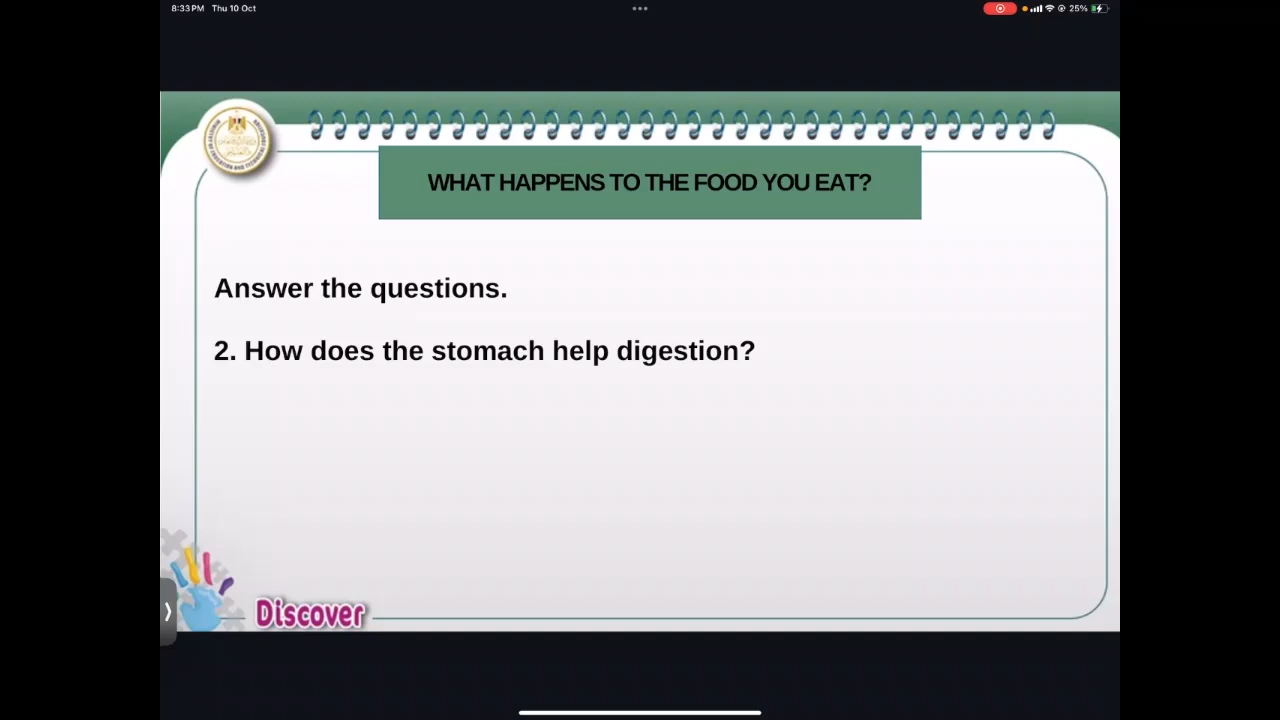 8:33 PM Thu 10 Oct
25%
WHAT HAPPENS TO THE FOOD YOU EAT?
Answer the questions.
2. How does the stomach help digestion?
Discover